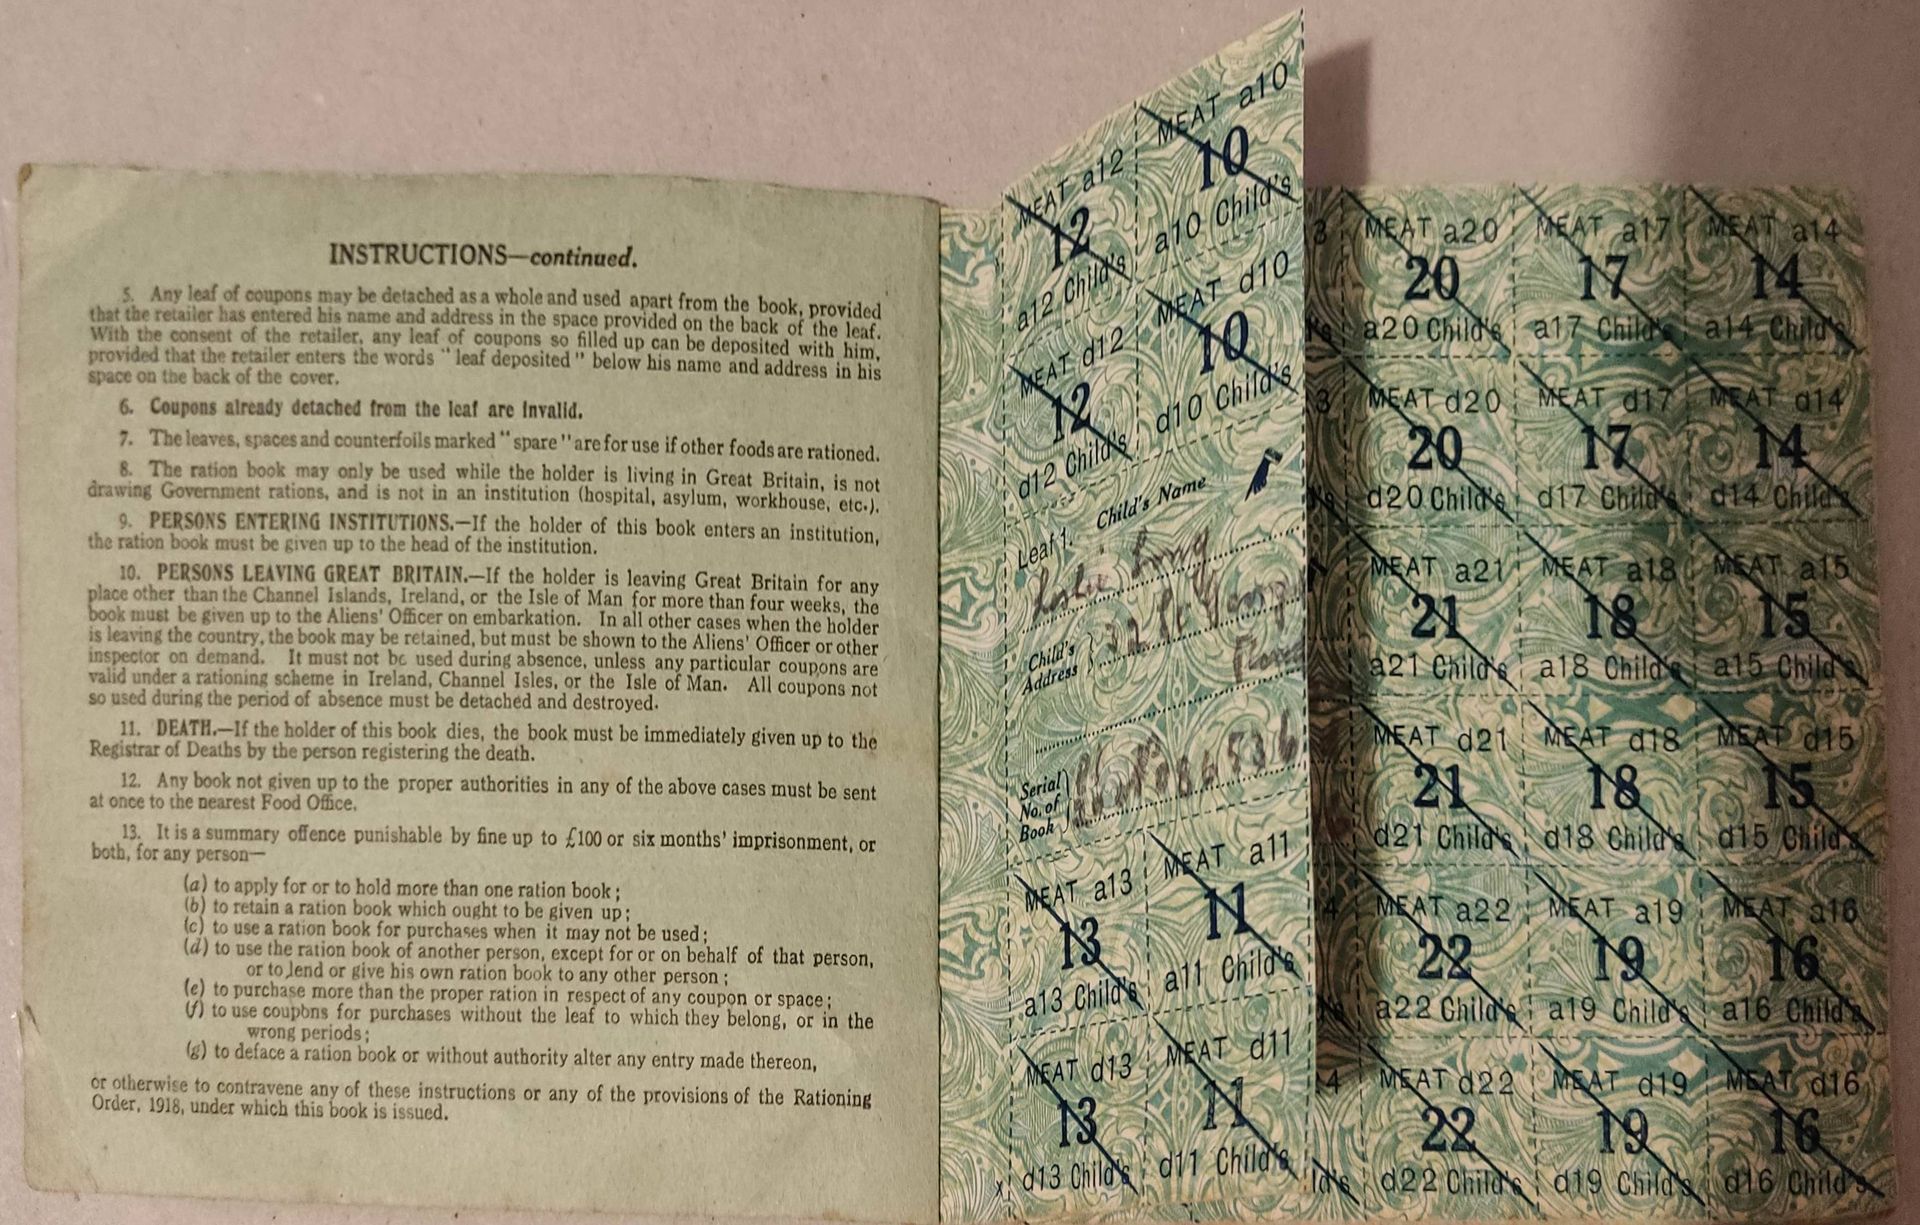 INSTRUCTIONS—continued.
5. Any leaf of coupons may be detached as a whole and used apart from the book, provided
that the retailer has entered his name and address in the space provided on the back of the leaf.
With the consent of the retailer, any leaf of coupons so filled up can be deposited with him,
provided that the retailer enters the words "leaf deposited" below his name and address in his
space on the back of the cover.
6. Coupons already detached from the leaf are invalid.
7. The leaves, spaces and counterfoils marked "spare" are for use if other foods are rationed.
8. The ration book may only be used while the holder is living in Great Britain, is not
drawing Government rations, and is not in an institution (hospital, asylum, workhouse, etc.).
9. PERSONS ENTERING INSTITUTIONS.—If the holder of this book enters an institution,
the ration book must be given up to the head of the institution.
10. PERSONS LEAVING GREAT BRITAIN.—If the holder is leaving Great Britain for any
place other than the Channel Islands, Ireland, or the Isle of Man for more than four weeks, the
book must be given up to the Aliens' Officer on embarkation. In all other cases when the holder
is leaving the country, the book may be retained, but must be shown to the Aliens' Officer or other
inspector on demand. It must not be used during absence, unless any particular coupons are
valid under a rationing scheme in Ireland, Channel Isles, or the Isle of Man. All coupons not
so used during the period of absence must be detached and destroyed.
11. DEATH.—If the holder of this book dies, the book must be immediately given up to the
Registrar of Deaths by the person registering the death.
12. Any book not given up to the proper authorities in any of the above cases must be sent
at once to the nearest Food Office.
13. It is a summary offence punishable by fine up to £100 or six months' imprisonment, or
both, for any person—
(a) to apply for or to hold more than one ration book;
(b) to retain a ration book which ought to be given up;
(c) to use a ration book for purchases when it may not be used;
(d) to use the ration book of another person, except for or on behalf of that person,
or to lend or give his own ration book to any other person;
(e) to purchase more than the proper ration in respect of any coupon or space;
(f) to use coupons for purchases without the leaf to which they belong, or in the
wrong periods;
(g) to deface a ration book or without authority alter any entry made thereon,
or otherwise to contravene any of these instructions or any of the provisions of the Rationing
Order, 1918, under which this book is issued.
MEAT a12
12
a12 Child's
MEAT a10
10
a10 Child's
MEAT d12
12
d12 Child's
MEAT d10
10
d10 Child's
Leaf 1. Child's Name
Long
Child's
Address
32
Serial
No. of
Book
MEAT a13
13
a13 Child's
MEAT a11
11
a11 Child's
MEAT d13
13
x d13 Child's
MEAT d11
11
d11 Child's
3
MEAT a20
20
a20 Child's
MEAT a17
17
a17 Child's
MEAT a14
14
a14 Child's
3
MEAT d20
20
d20 Child's
MEAT d17
17
d17 Child's
MEAT d14
14
d14 Child's
MEAT a21
21
a21 Child's
MEAT a18
18
a18 Child's
MEAT a15
15
a15 Child's
MEAT d21
21
d21 Child's
MEAT d18
18
d18 Child's
MEAT d15
15
d15 Child's
4
MEAT a22
22
a22 Child's
MEAT a19
19
a19 Child's
MEAT a16
16
a16 Child's
4
ld's
MEAT d22
22
d22 Child's
MEAT d19
19
d19 Child's
MEAT d16
16
d16 Child's